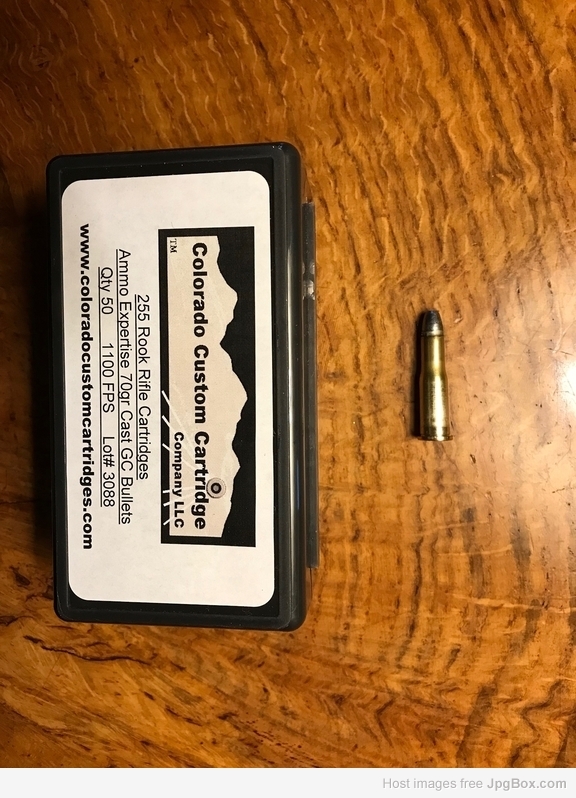 Colorado Custom Cartridge
Company LLC
TM
255 Rook Rifle Cartridges
Ammo Expertise 70gr Cast GC Bullets
Qty 50 1100 FPS Lot# 3088
www.coloradocustomcartridges.com
Host images free JpgBox.com